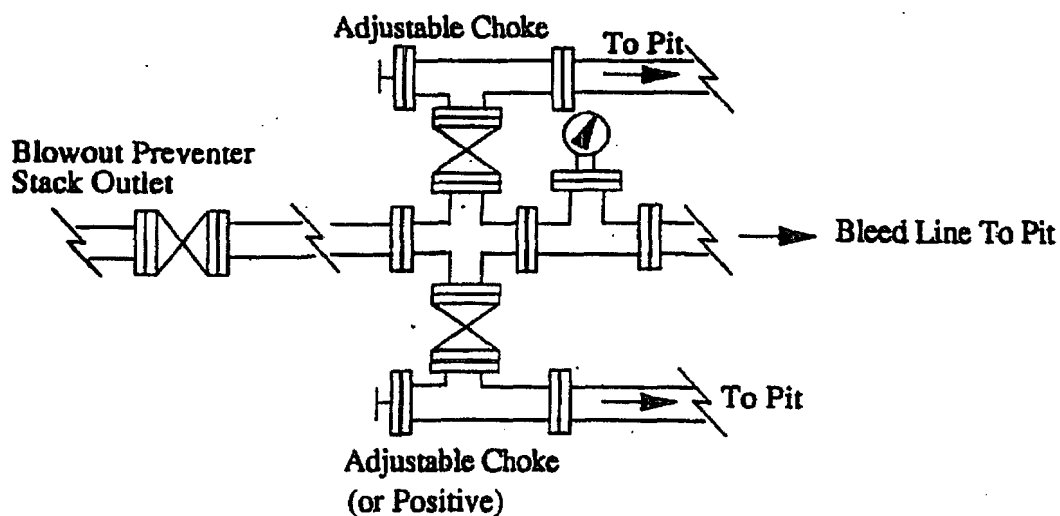 Adjustable Choke
To Pit
Blowout Preventer
Stack Outlet
Bleed Line To Pit
To Pit
Adjustable Choke
(or Positive)